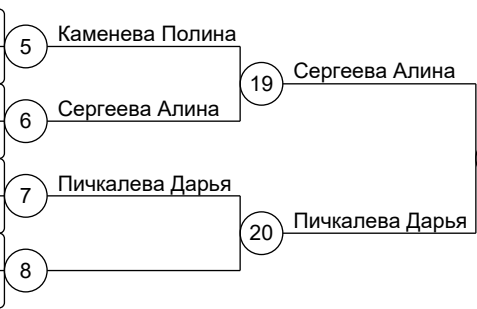 5 Каменева Полина
19 Сергеева Алина
6 Сергеева Алина
7 Пичкалева Дарья
20 Пичкалева Дарья
8